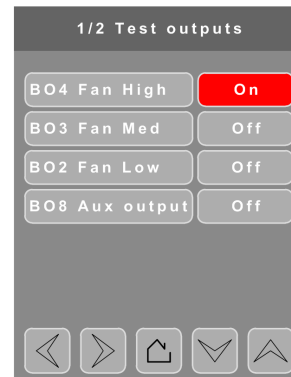 1/2 Test outputs
BO4 Fan High On
BO3 Fan Med Off
BO2 Fan Low Off
BO8 Aux output Off